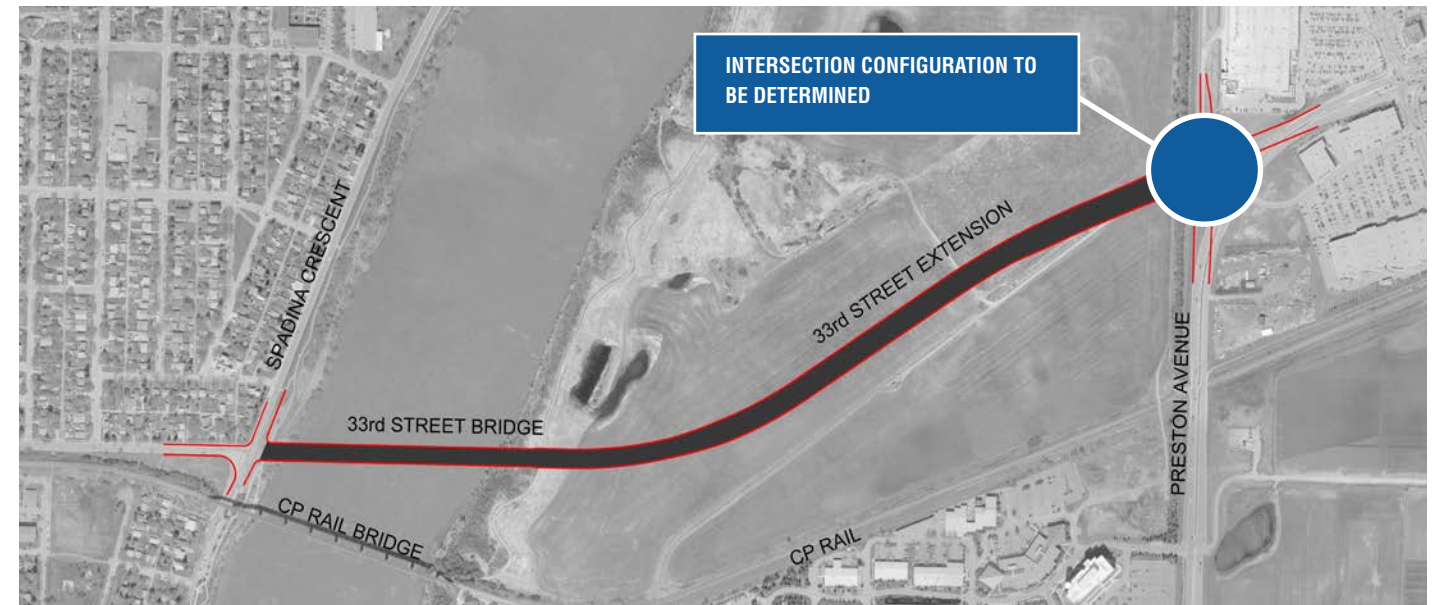 INTERSECTION CONFIGURATION TO
BE DETERMINED
SPADINA CRESCENT
33rd STREET BRIDGE
33rd STREET EXTENSION
PRESTON AVENUE
CP RAIL BRIDGE
CP RAIL